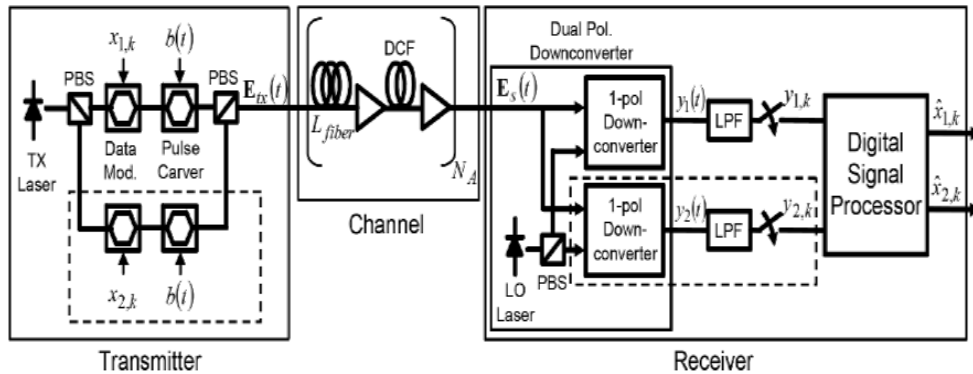 x1,k
b(t)
PBS
PBS
Etx(t)
TX
Laser
Data
Mod.
Pulse
Carver
x2,k
b(t)
Transmitter
DCF
Lfiber
NA
Channel
Dual Pol.
Downconverter
Es(t)
1-pol
Down-
converter
y1(t)
LPF
y1,k
1-pol
Down-
converter
y2(t)
LPF
y2,k
LO
Laser
PBS
Digital
Signal
Processor
x̂1,k
x̂2,k
Receiver